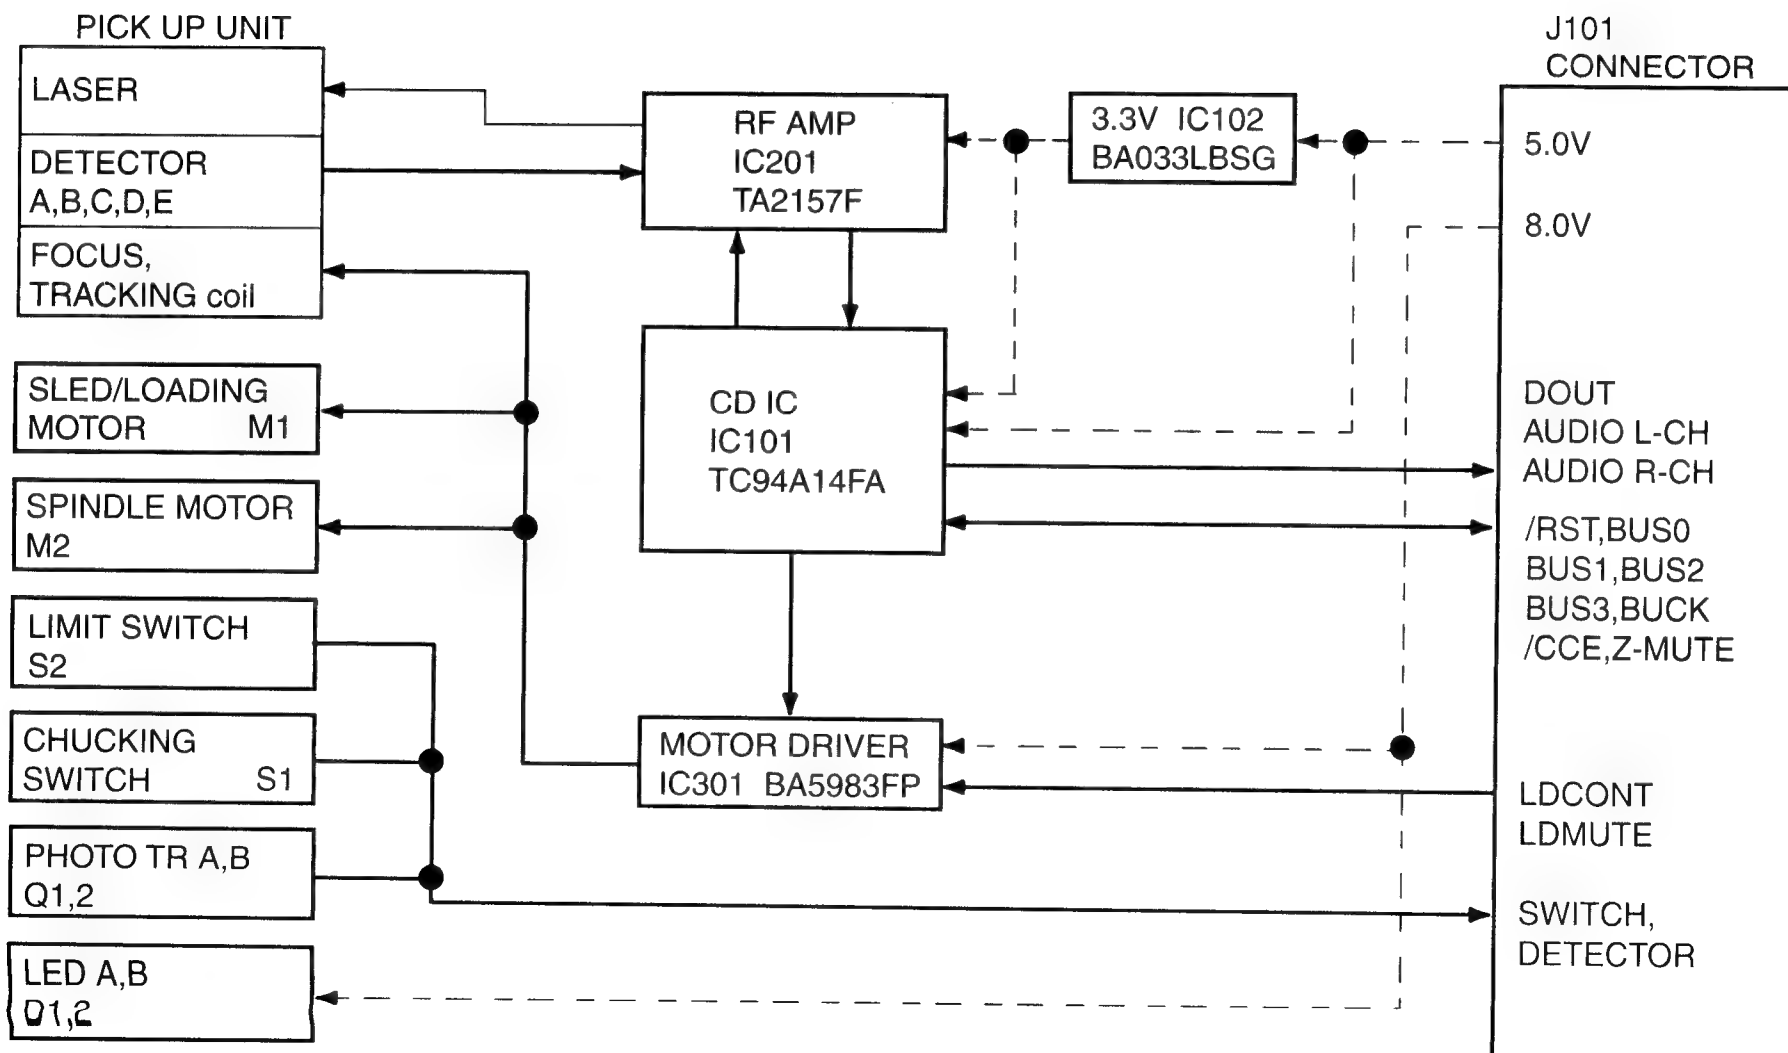 PICK UP UNIT
LASER
DETECTOR
A,B,C,D,E
FOCUS,
TRACKING coil
SLED/LOADING
MOTOR M1
SPINDLE MOTOR
M2
LIMIT SWITCH
S2
CHUCKING
SWITCH S1
PHOTO TR A,B
Q1,2
LED A,B
D1,2
RF AMP
IC201
TA2157F
3.3V IC102
BA033LBSG
CD IC
IC101
TC94A14FA
MOTOR DRIVER
IC301 BA5983FP
J101
CONNECTOR
5.0V
8.0V
DOUT
AUDIO L-CH
AUDIO R-CH
/RST,BUS0
BUS1,BUS2
BUS3,BUCK
/CCE,Z-MUTE
LDCONT
LDMUTE
SWITCH,
DETECTOR